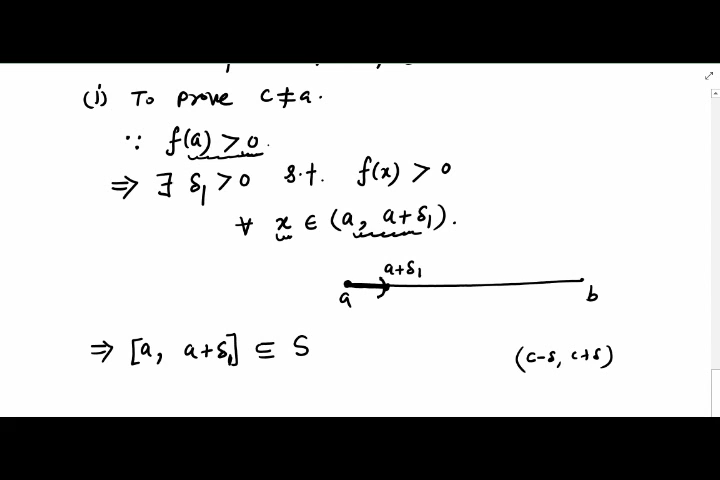 (i) To prove c ≠ a.
∵ f(a) > 0.
⇒ ∃ δ₁ > 0 s.t. f(x) > 0
∀ x ∈ (a, a+δ₁).
a+δ₁
a b
⇒ [a, a+δ₁] ⊆ S
(c-δ, c+δ)